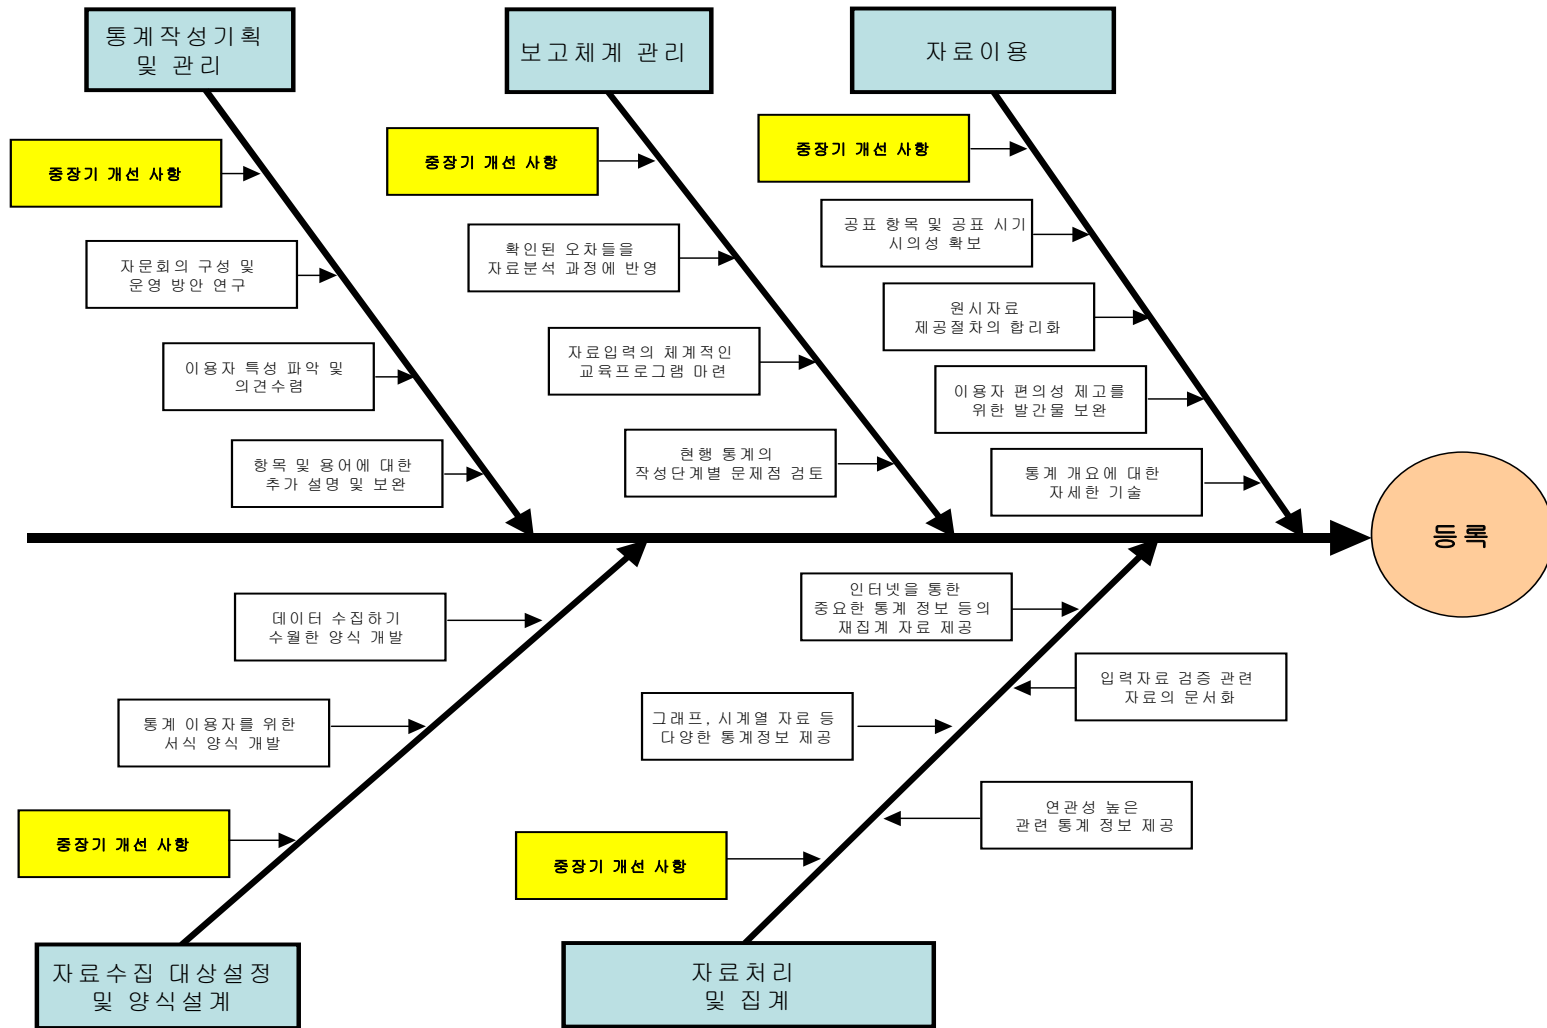 통계작성기획
및 관리
보고체계 관리
자료이용
중장기 개선 사항
자문회의 구성 및
운영 방안 연구
이용자 특성 파악 및
의견수렴
항목 및 용어에 대한
추가 설명 및 보완
중장기 개선 사항
확인된 오차들을
자료분석 과정에 반영
자료입력의 체계적인
교육프로그램 마련
현행 통계의
작성단계별 문제점 검토
중장기 개선 사항
공표 항목 및 공표 시기
시의성 확보
원시자료
제공절차의 합리화
이용자 편의성 제고를
위한 발간물 보완
통계 개요에 대한
자세한 기술
등록
데이터 수집하기
수월한 양식 개발
통계 이용자를 위한
서식 양식 개발
중장기 개선 사항
자료수집 대상설정
및 양식설계
인터넷을 통한
중요한 통계 정보 등의
재집계 자료 제공
입력자료 검증 관련
자료의 문서화
그래프, 시계열 자료 등
다양한 통계정보 제공
연관성 높은
관련 통계 정보 제공
중장기 개선 사항
자료처리
및 집계